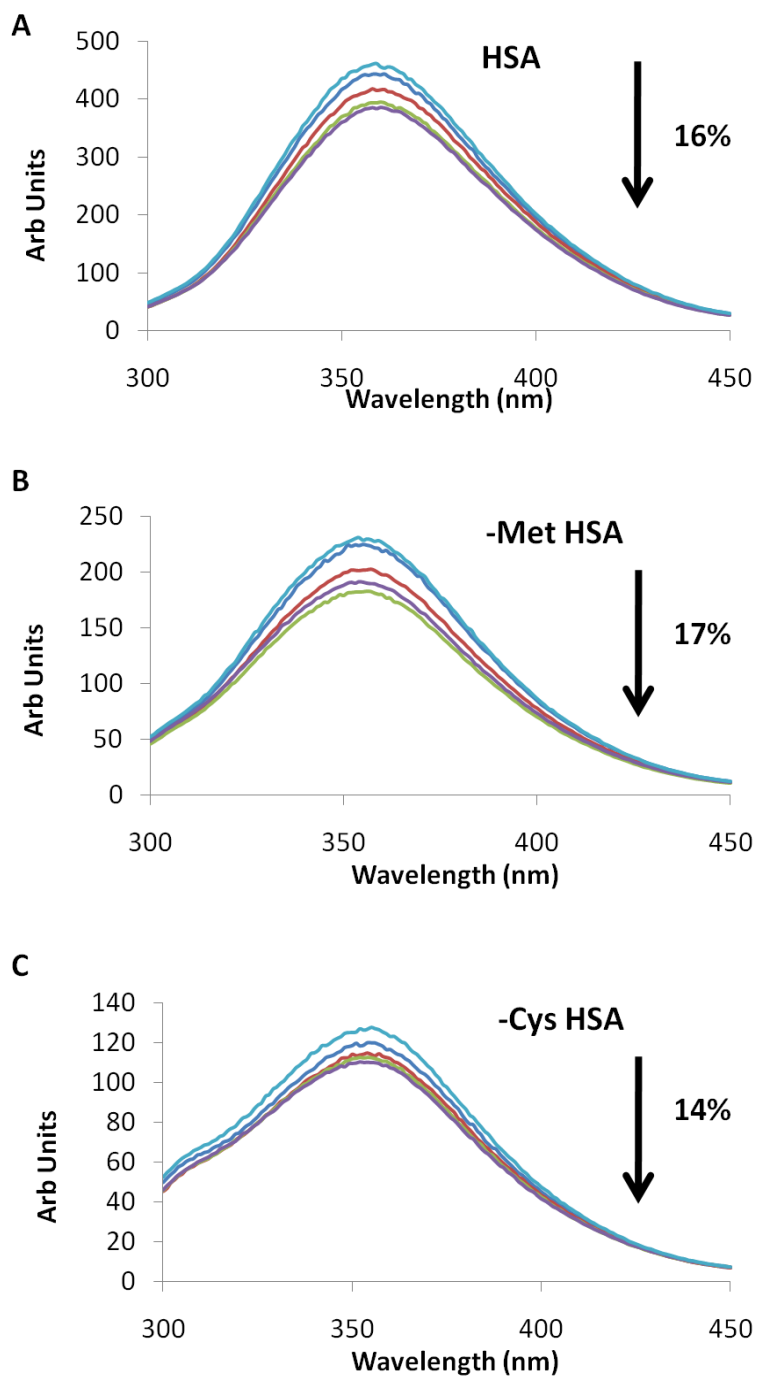 A
HSA
500
400
300
200
100
0
16%
Arb Units
300 350 400 450
Wavelength (nm)
B
-Met HSA
250
200
150
100
50
0
17%
Arb Units
300 350 400 450
Wavelength (nm)
C
-Cys HSA
140
120
100
80
60
40
20
0
14%
Arb Units
300 350 400 450
Wavelength (nm)